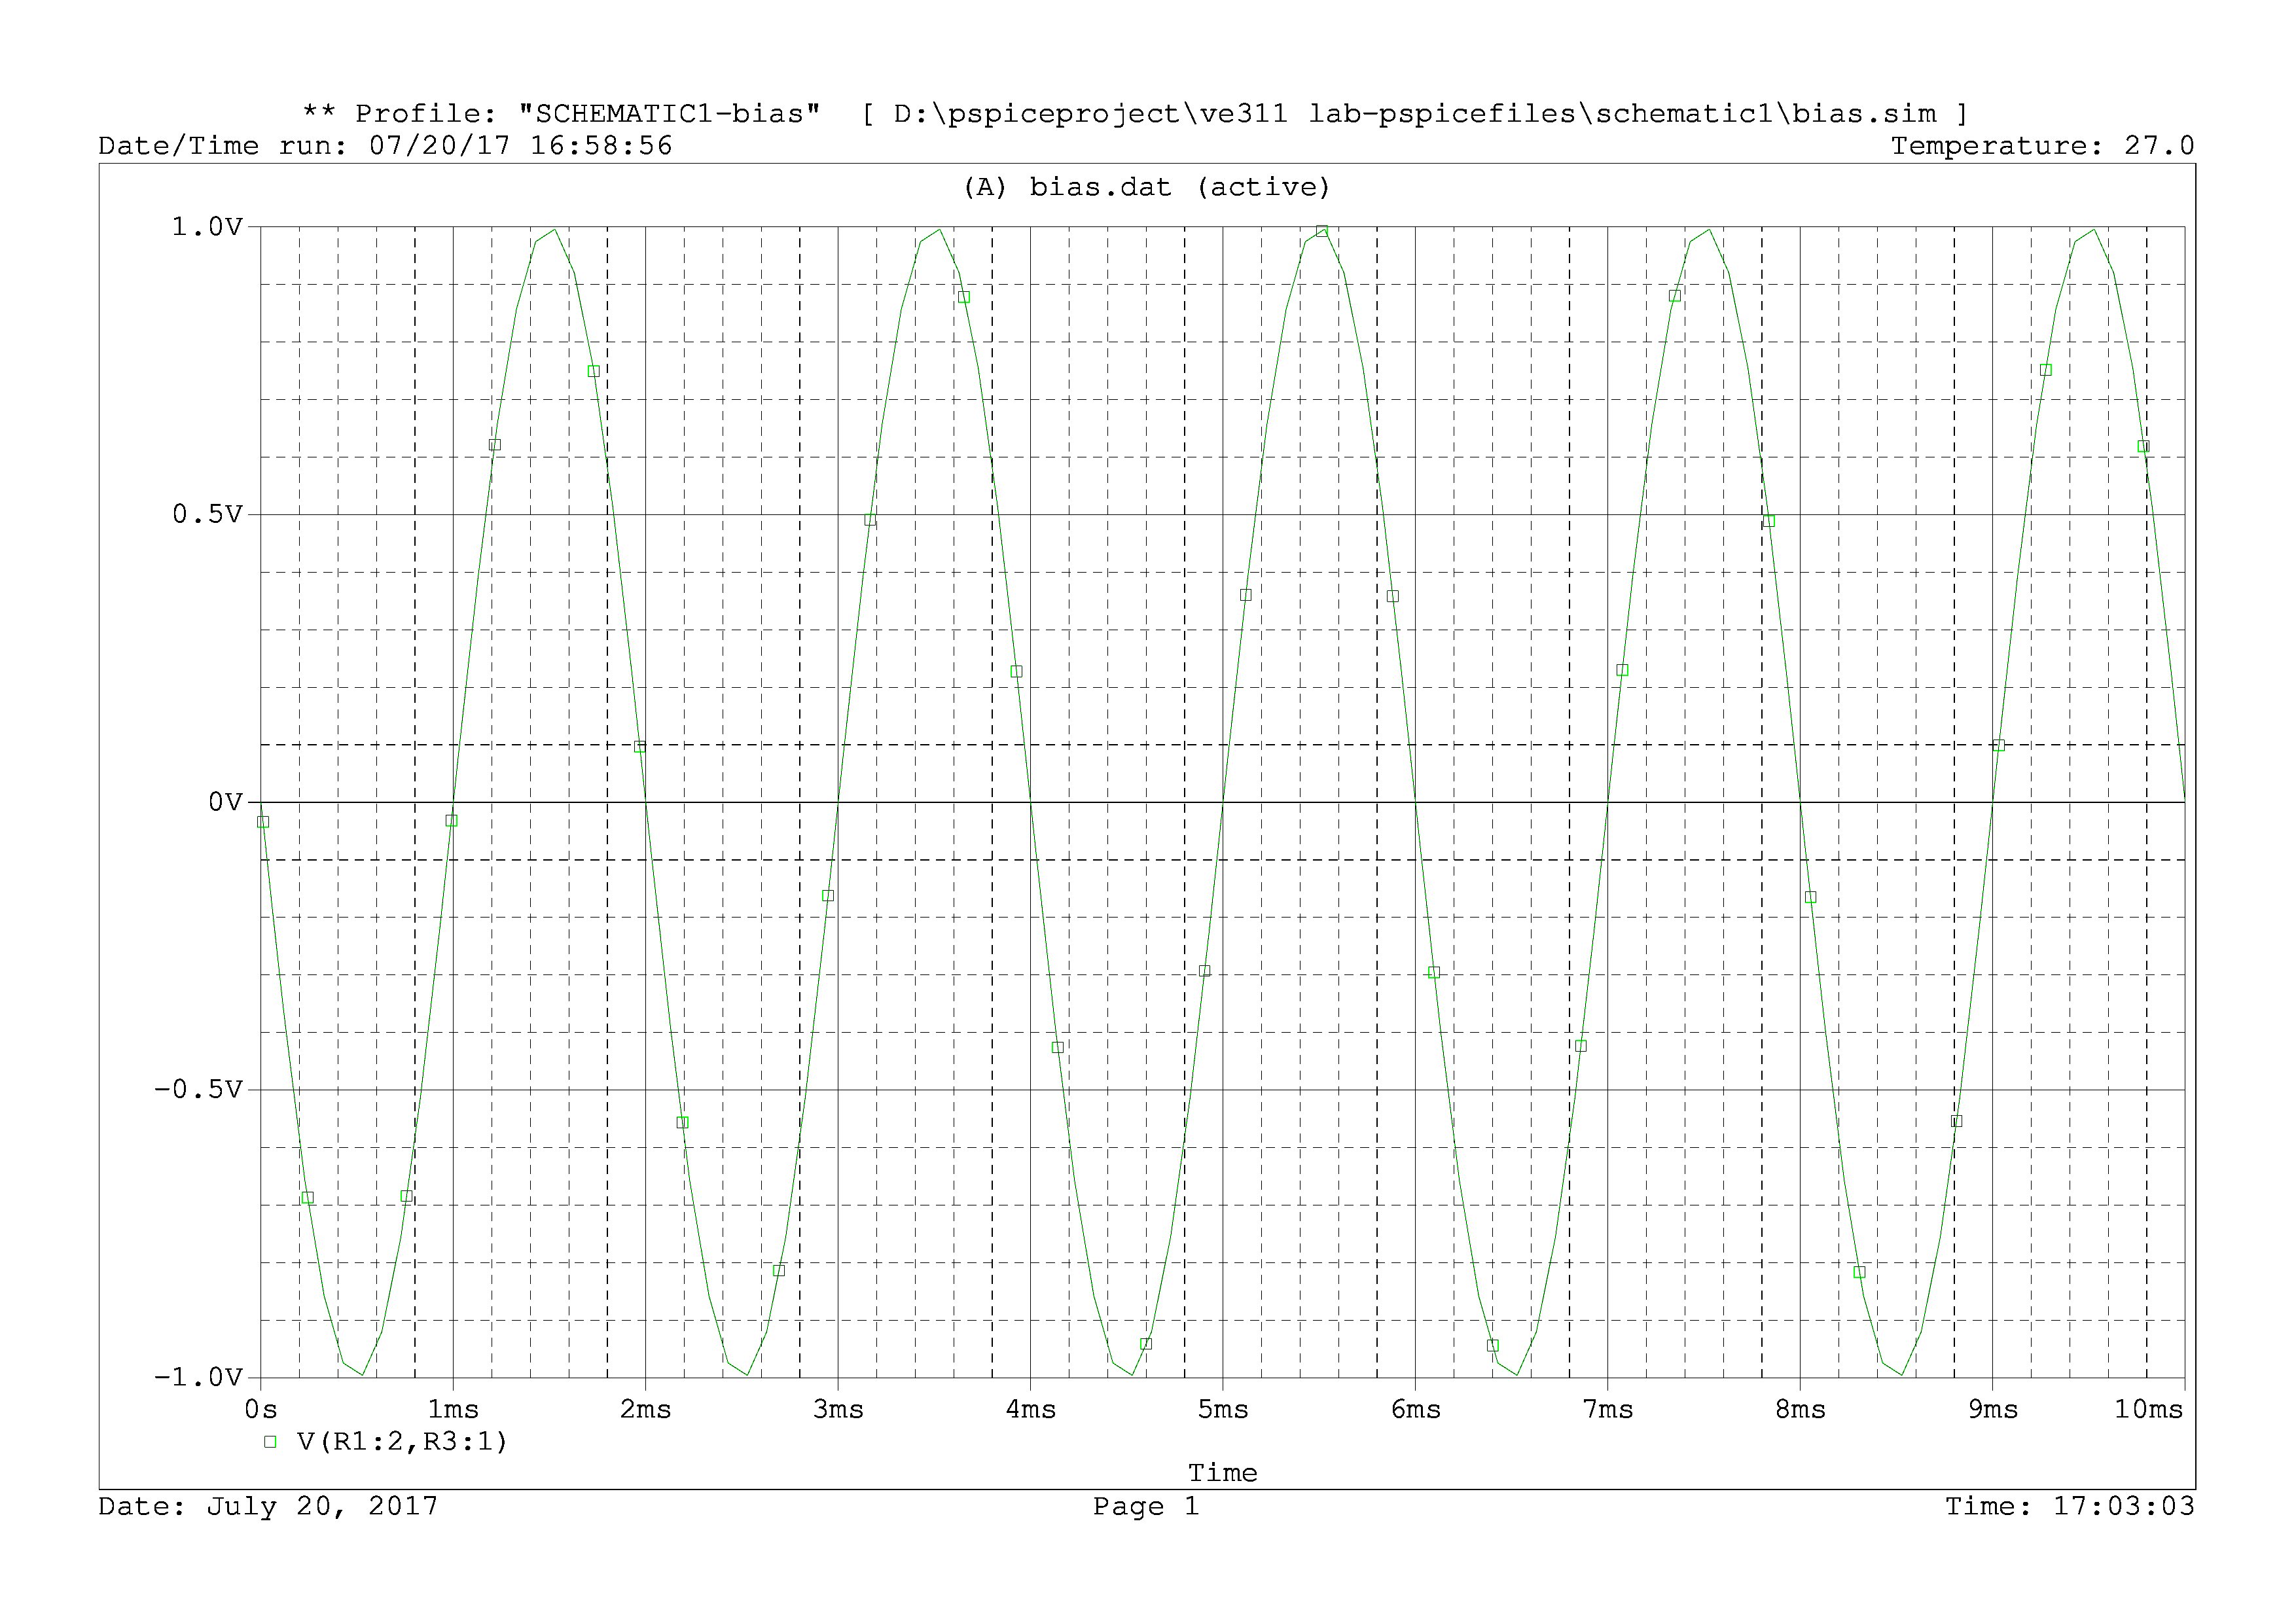 ** Profile: "SCHEMATIC1-bias"  [ D:\pspiceproject\ve311 lab-pspicefiles\schematic1\bias.sim ]
Date/Time run: 07/20/17 16:58:56 Temperature: 27.0
(A) bias.dat (active)
1.0V
0.5V
0V
-0.5V
-1.0V
0s 1ms 2ms 3ms 4ms 5ms 6ms 7ms 8ms 9ms 10ms
V(R1:2,R3:1)
Time
Date: July 20, 2017 Page 1 Time: 17:03:03